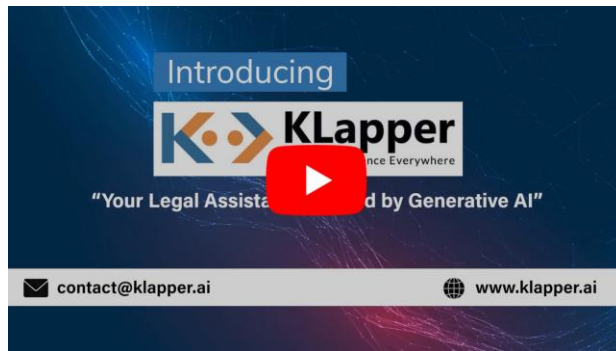 Introducing
KLapper
Everywhere
“Your Legal by Generative AI”
contact@klapper.ai
www.klapper.ai